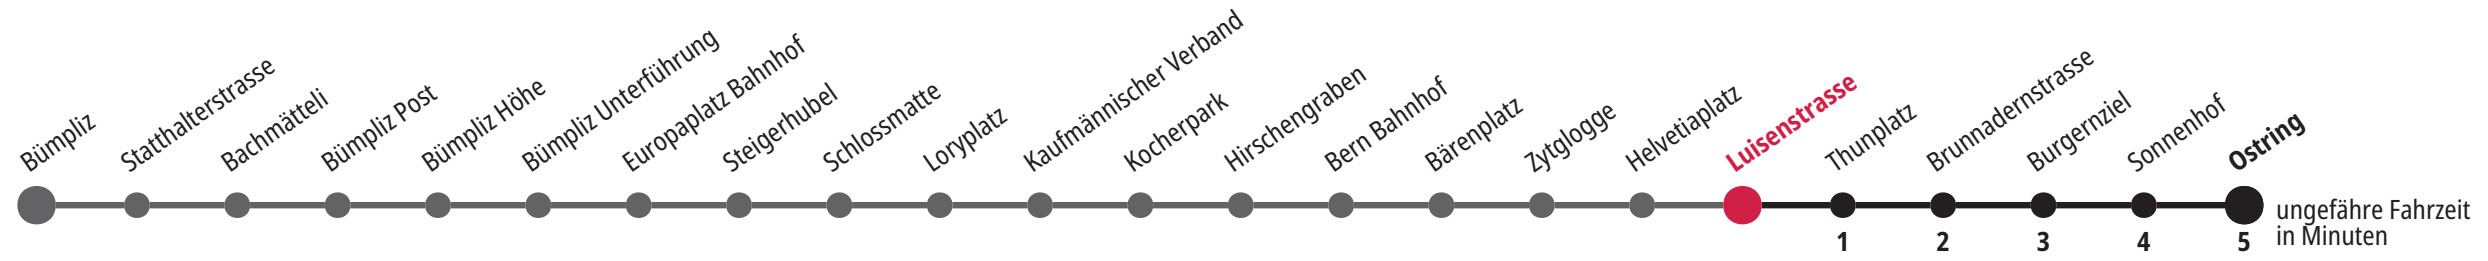 Bümpliz
Statthalterstrasse
Bachmätteli
Bümpliz Post
Bümpliz Höhe
Bümpliz Unterführung
Europaplatz Bahnhof
Steigerhubel
Schlossmatte
Loryplatz
Kaufmännischer Verband
Kocherpark
Hirschengraben
Bern Bahnhof
Bärenplatz
Zytglogge
Helvetiaplatz
Luisenstrasse
Thunplatz
Brunnadernstrasse
Burgernziel
Sonnenhof
Ostring
1 2 3 4 5
ungefähre Fahrzeit
in Minuten